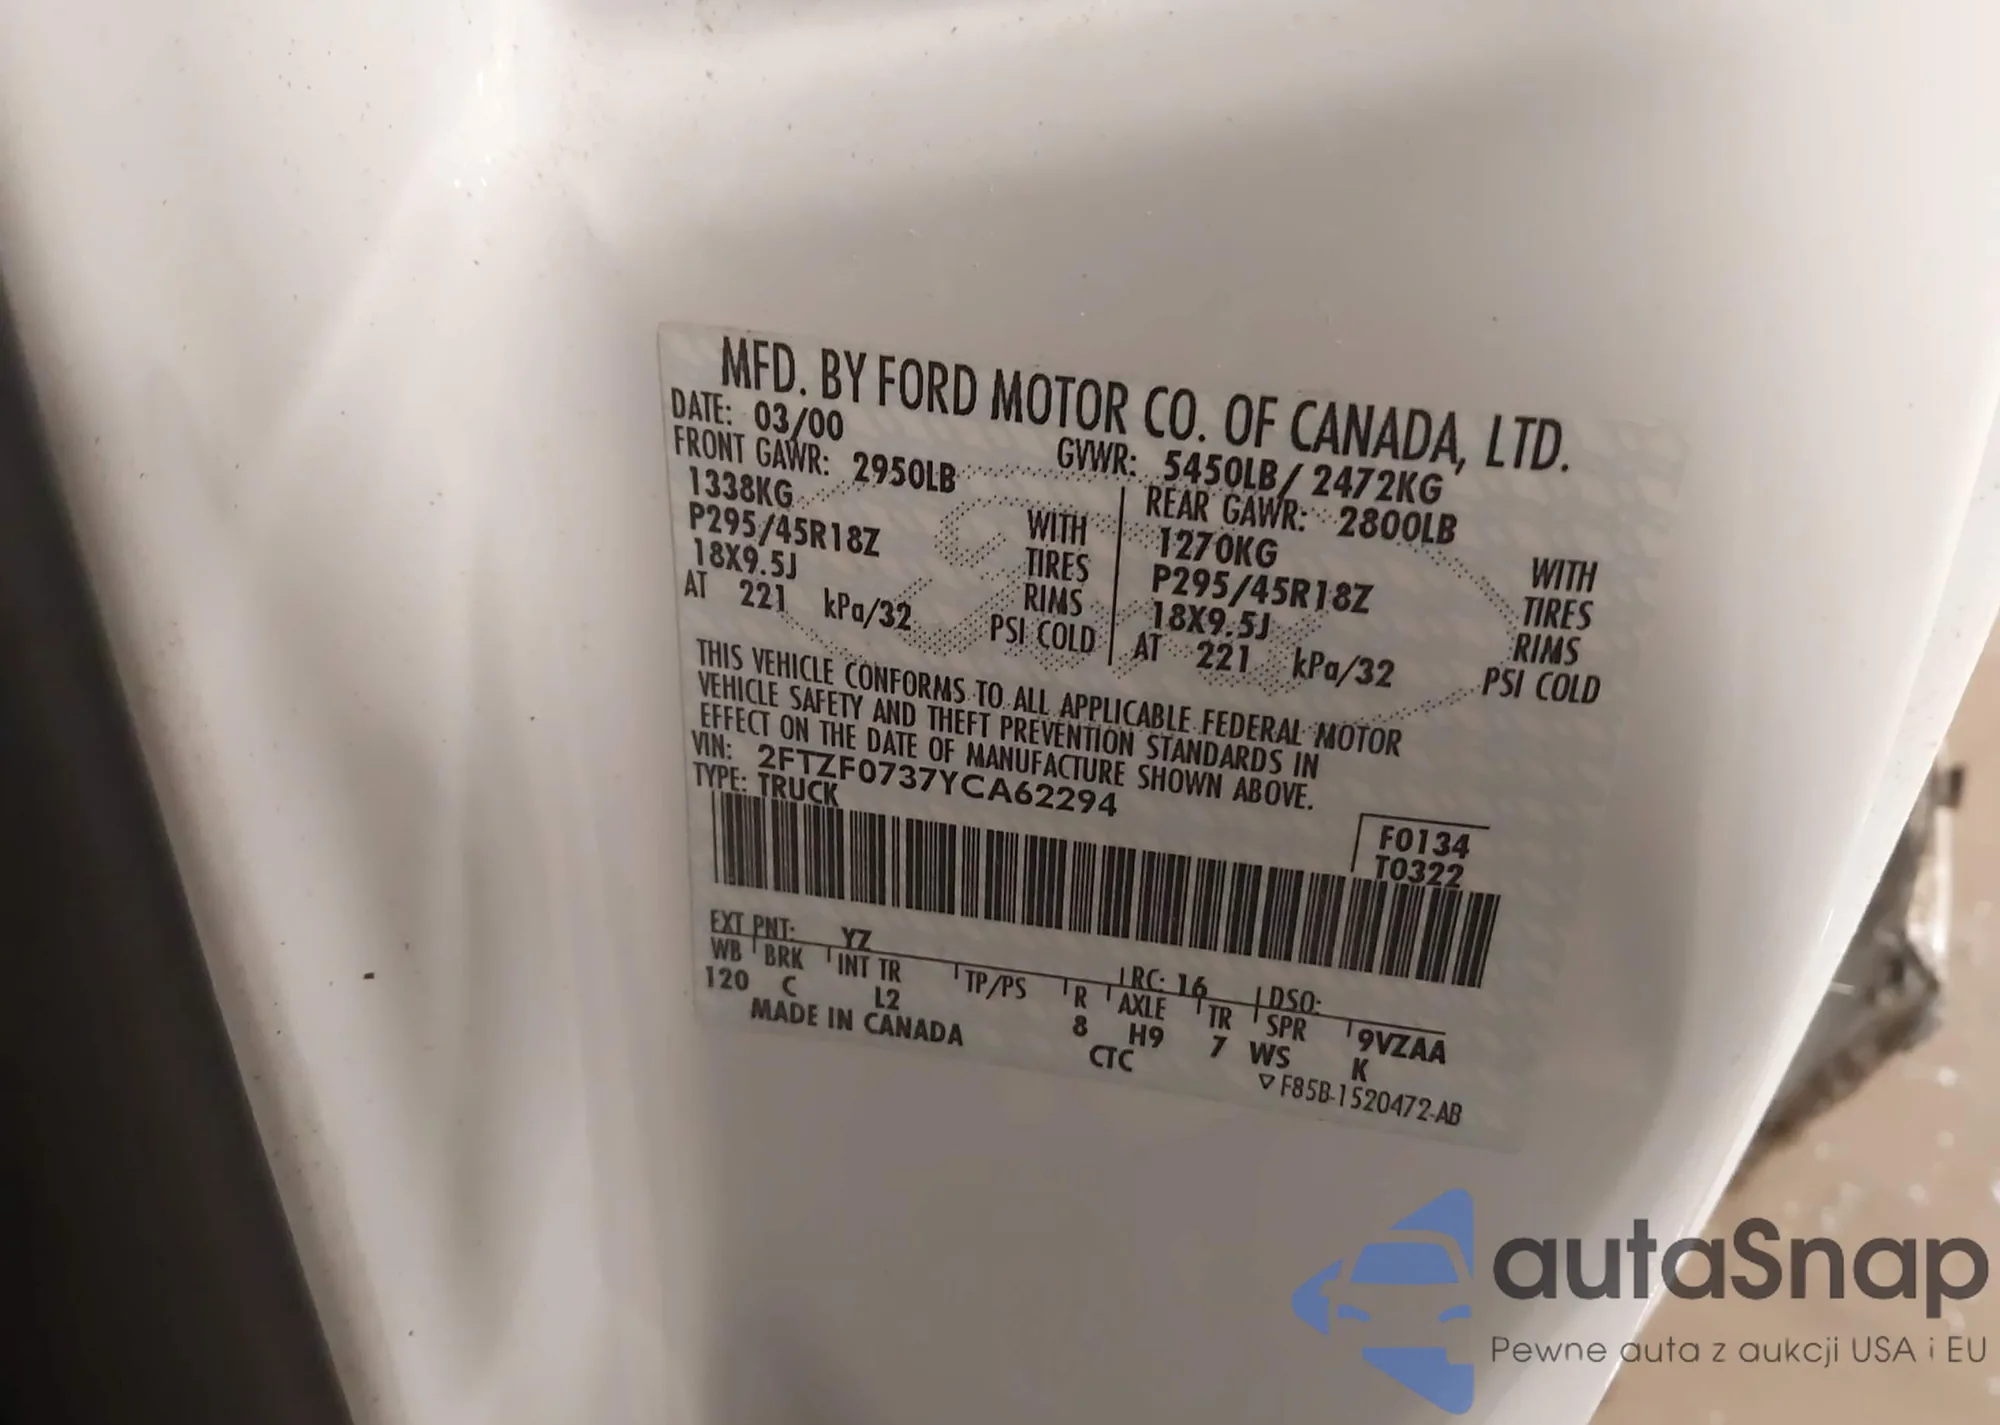 MFD. BY FORD MOTOR CO. OF CANADA, LTD.
DATE: 03/00
GVWR: 5450LB/ 2472KG
FRONT GAWR: 2950LB
1338KG
WITH
P295/45R18Z
TIRES
18X9.5J
RIMS
AT 221 kPa/32
PSI COLD
REAR GAWR: 2800LB
1270KG
WITH
P295/45R18Z
TIRES
18X9.5J
RIMS
AT 221 kPa/32
PSI COLD
THIS VEHICLE CONFORMS TO ALL APPLICABLE FEDERAL MOTOR
VEHICLE SAFETY AND THEFT PREVENTION STANDARDS IN
EFFECT ON THE DATE OF MANUFACTURE SHOWN ABOVE.
VIN: 2FTZF0737YCA62294
TYPE: TRUCK
F0134
T0322
EXT PNT: YZ
RC: 16
DSO:
WB BRK INT TR TP/PS R AXLE TR SPR 9VZAA
120 C L2 8 H9 7 WS K
MADE IN CANADA
CTC
▽ F85B-1520472-AB
autaSnap
Pewne auta z aukcji USA i EU